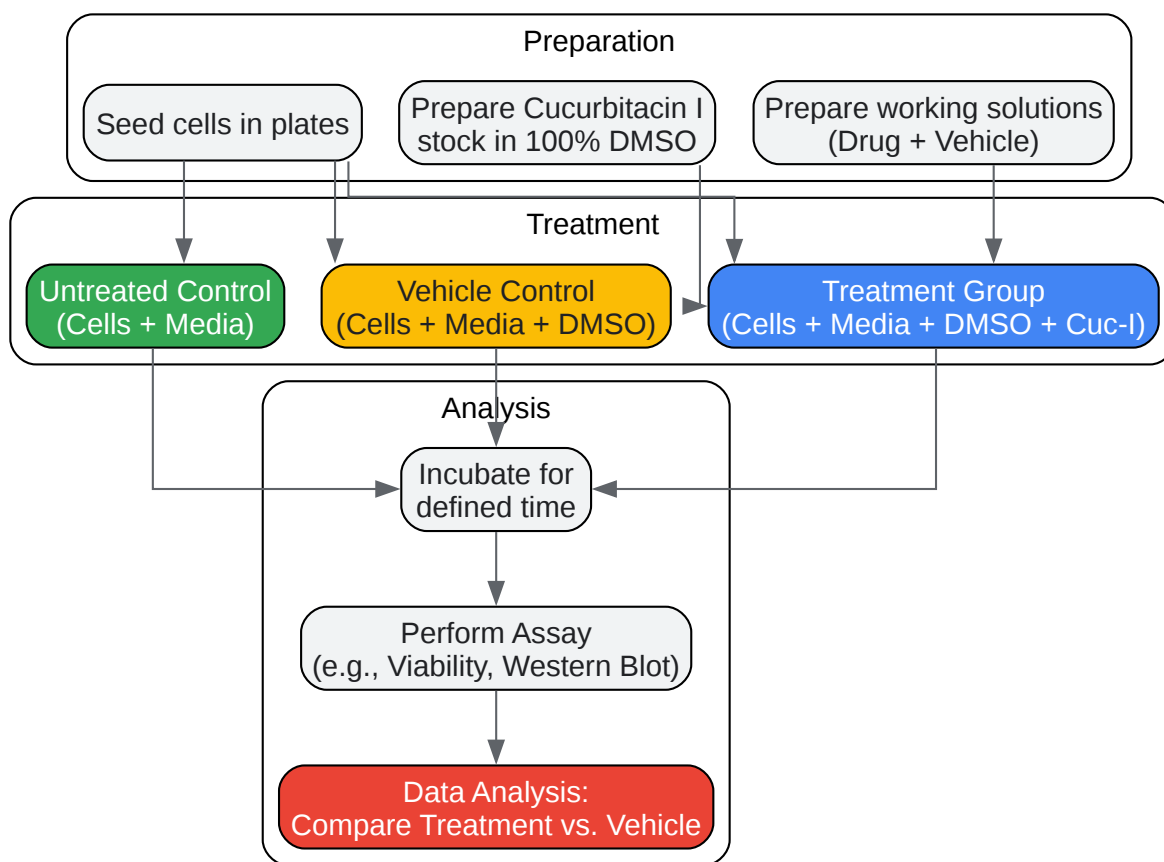 Preparation
Seed cells in plates
Prepare Cucurbitacin I
stock in 100% DMSO
Prepare working solutions
(Drug + Vehicle)
Treatment
Untreated Control
(Cells + Media)
Vehicle Control
(Cells + Media + DMSO)
Treatment Group
(Cells + Media + DMSO + Cuc-I)
Analysis
Incubate for
defined time
Perform Assay
(e.g., Viability, Western Blot)
Data Analysis:
Compare Treatment vs. Vehicle